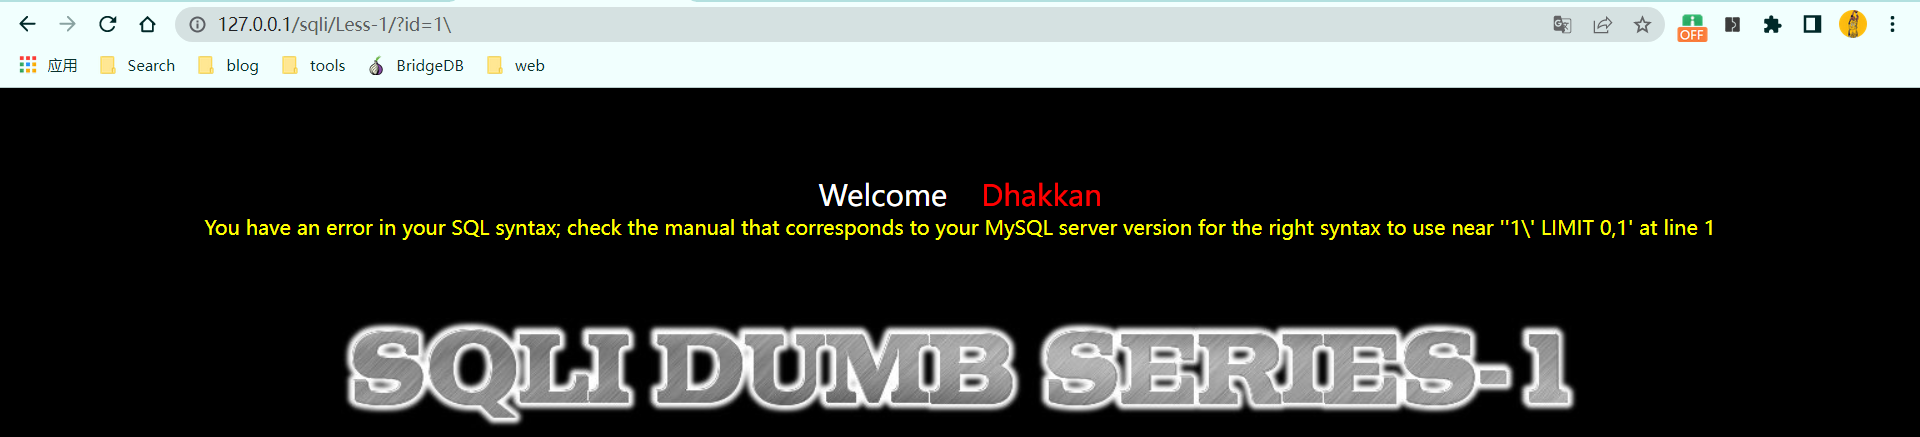 127.0.0.1/sqli/Less-1/?id=1\
OFF
应用 Search blog tools BridgeDB web
Welcome Dhakkan
You have an error in your SQL syntax; check the manual that corresponds to your MySQL server version for the right syntax to use near ''1\' LIMIT 0,1' at line 1
SQLI DUMB SERIES-1